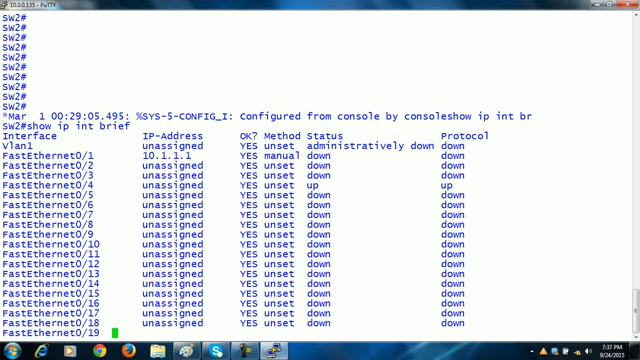 10.0.0.135 - PuTTY
SW2#
SW2#
SW2#
SW2#
SW2#
SW2#
SW2#
SW2#
SW2#
SW2#
*Mar  1 00:29:05.495: %SYS-5-CONFIG_I: Configured from console by consoleshow ip int br
SW2#show ip int brief
Interface IP-Address OK? Method Status Protocol
Vlan1 unassigned YES unset administratively down down
FastEthernet0/1 10.1.1.1 YES manual down down
FastEthernet0/2 unassigned YES unset down down
FastEthernet0/3 unassigned YES unset down down
FastEthernet0/4 unassigned YES unset up up
FastEthernet0/5 unassigned YES unset down down
FastEthernet0/6 unassigned YES unset down down
FastEthernet0/7 unassigned YES unset down down
FastEthernet0/8 unassigned YES unset down down
FastEthernet0/9 unassigned YES unset down down
FastEthernet0/10 unassigned YES unset down down
FastEthernet0/11 unassigned YES unset down down
FastEthernet0/12 unassigned YES unset down down
FastEthernet0/13 unassigned YES unset down down
FastEthernet0/14 unassigned YES unset down down
FastEthernet0/15 unassigned YES unset down down
FastEthernet0/16 unassigned YES unset down down
FastEthernet0/17 unassigned YES unset down down
FastEthernet0/18 unassigned YES unset down down
FastEthernet0/19
7:37 PM
9/24/2015